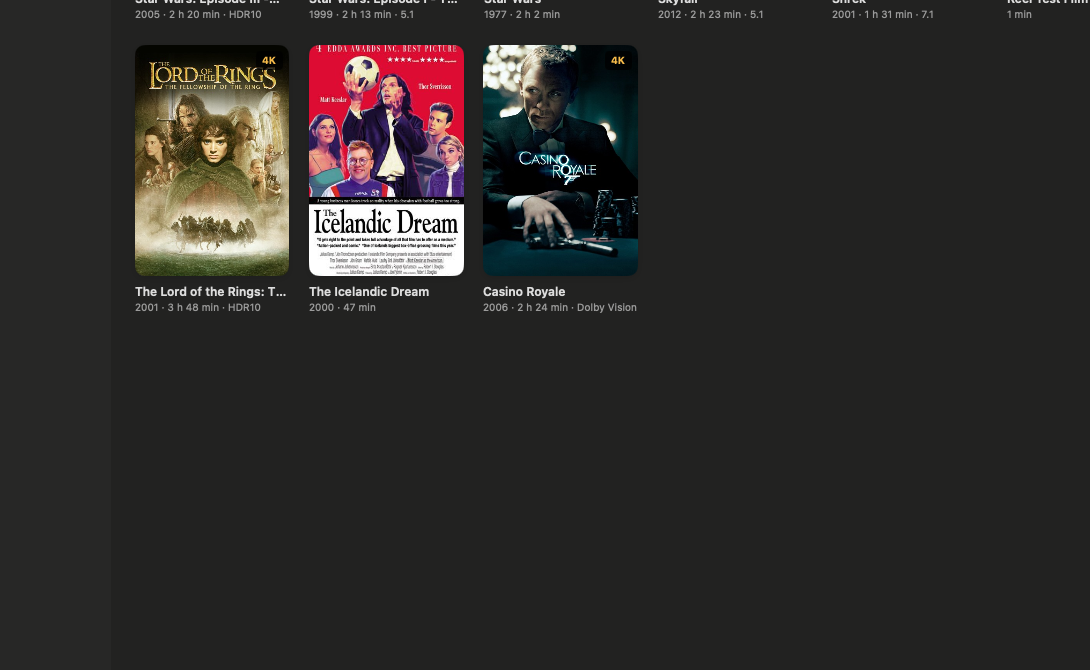 2005 · 2 h 20 min · HDR10
1999 · 2 h 13 min · 5.1
1977 · 2 h 2 min
2012 · 2 h 23 min · 5.1
2001 · 1 h 31 min · 7.1
1 min
4K
THE
LORD OF THE RINGS
THE FELLOWSHIP OF THE RING
EDDA AWARDS INC. BEST PICTURE
Matt Keeslar
Thor Sverrisson
The
Icelandic Dream
4K
CASINO
ROYALE
The Lord of the Rings: T...
2001 · 3 h 48 min · HDR10
The Icelandic Dream
2000 · 47 min
Casino Royale
2006 · 2 h 24 min · Dolby Vision